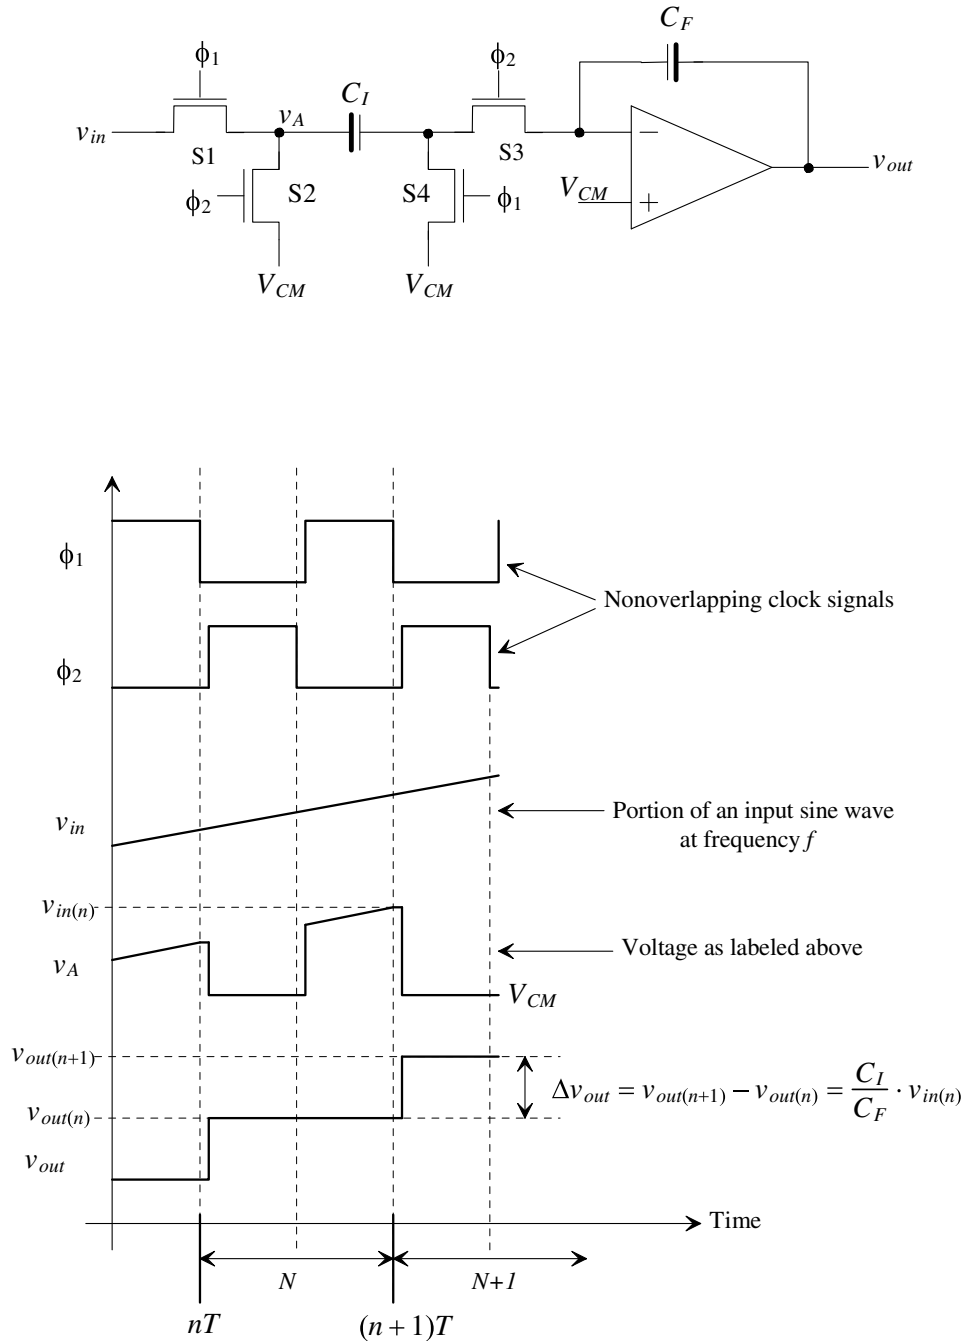 C_F
ϕ1 ϕ2
C_I
v_in v_A
S1 S3
v_out
S2 S4 V_CM
ϕ2 ϕ1
− +
V_CM V_CM
ϕ1
Nonoverlapping clock signals
ϕ2
v_in
Portion of an input sine wave
at frequency f
v_in(n)
v_A
Voltage as labeled above
V_CM
v_out(n+1)
Δv_out = v_out(n+1) − v_out(n) = C_I/C_F · v_in(n)
v_out(n)
v_out
Time
N N+1
nT (n + 1)T